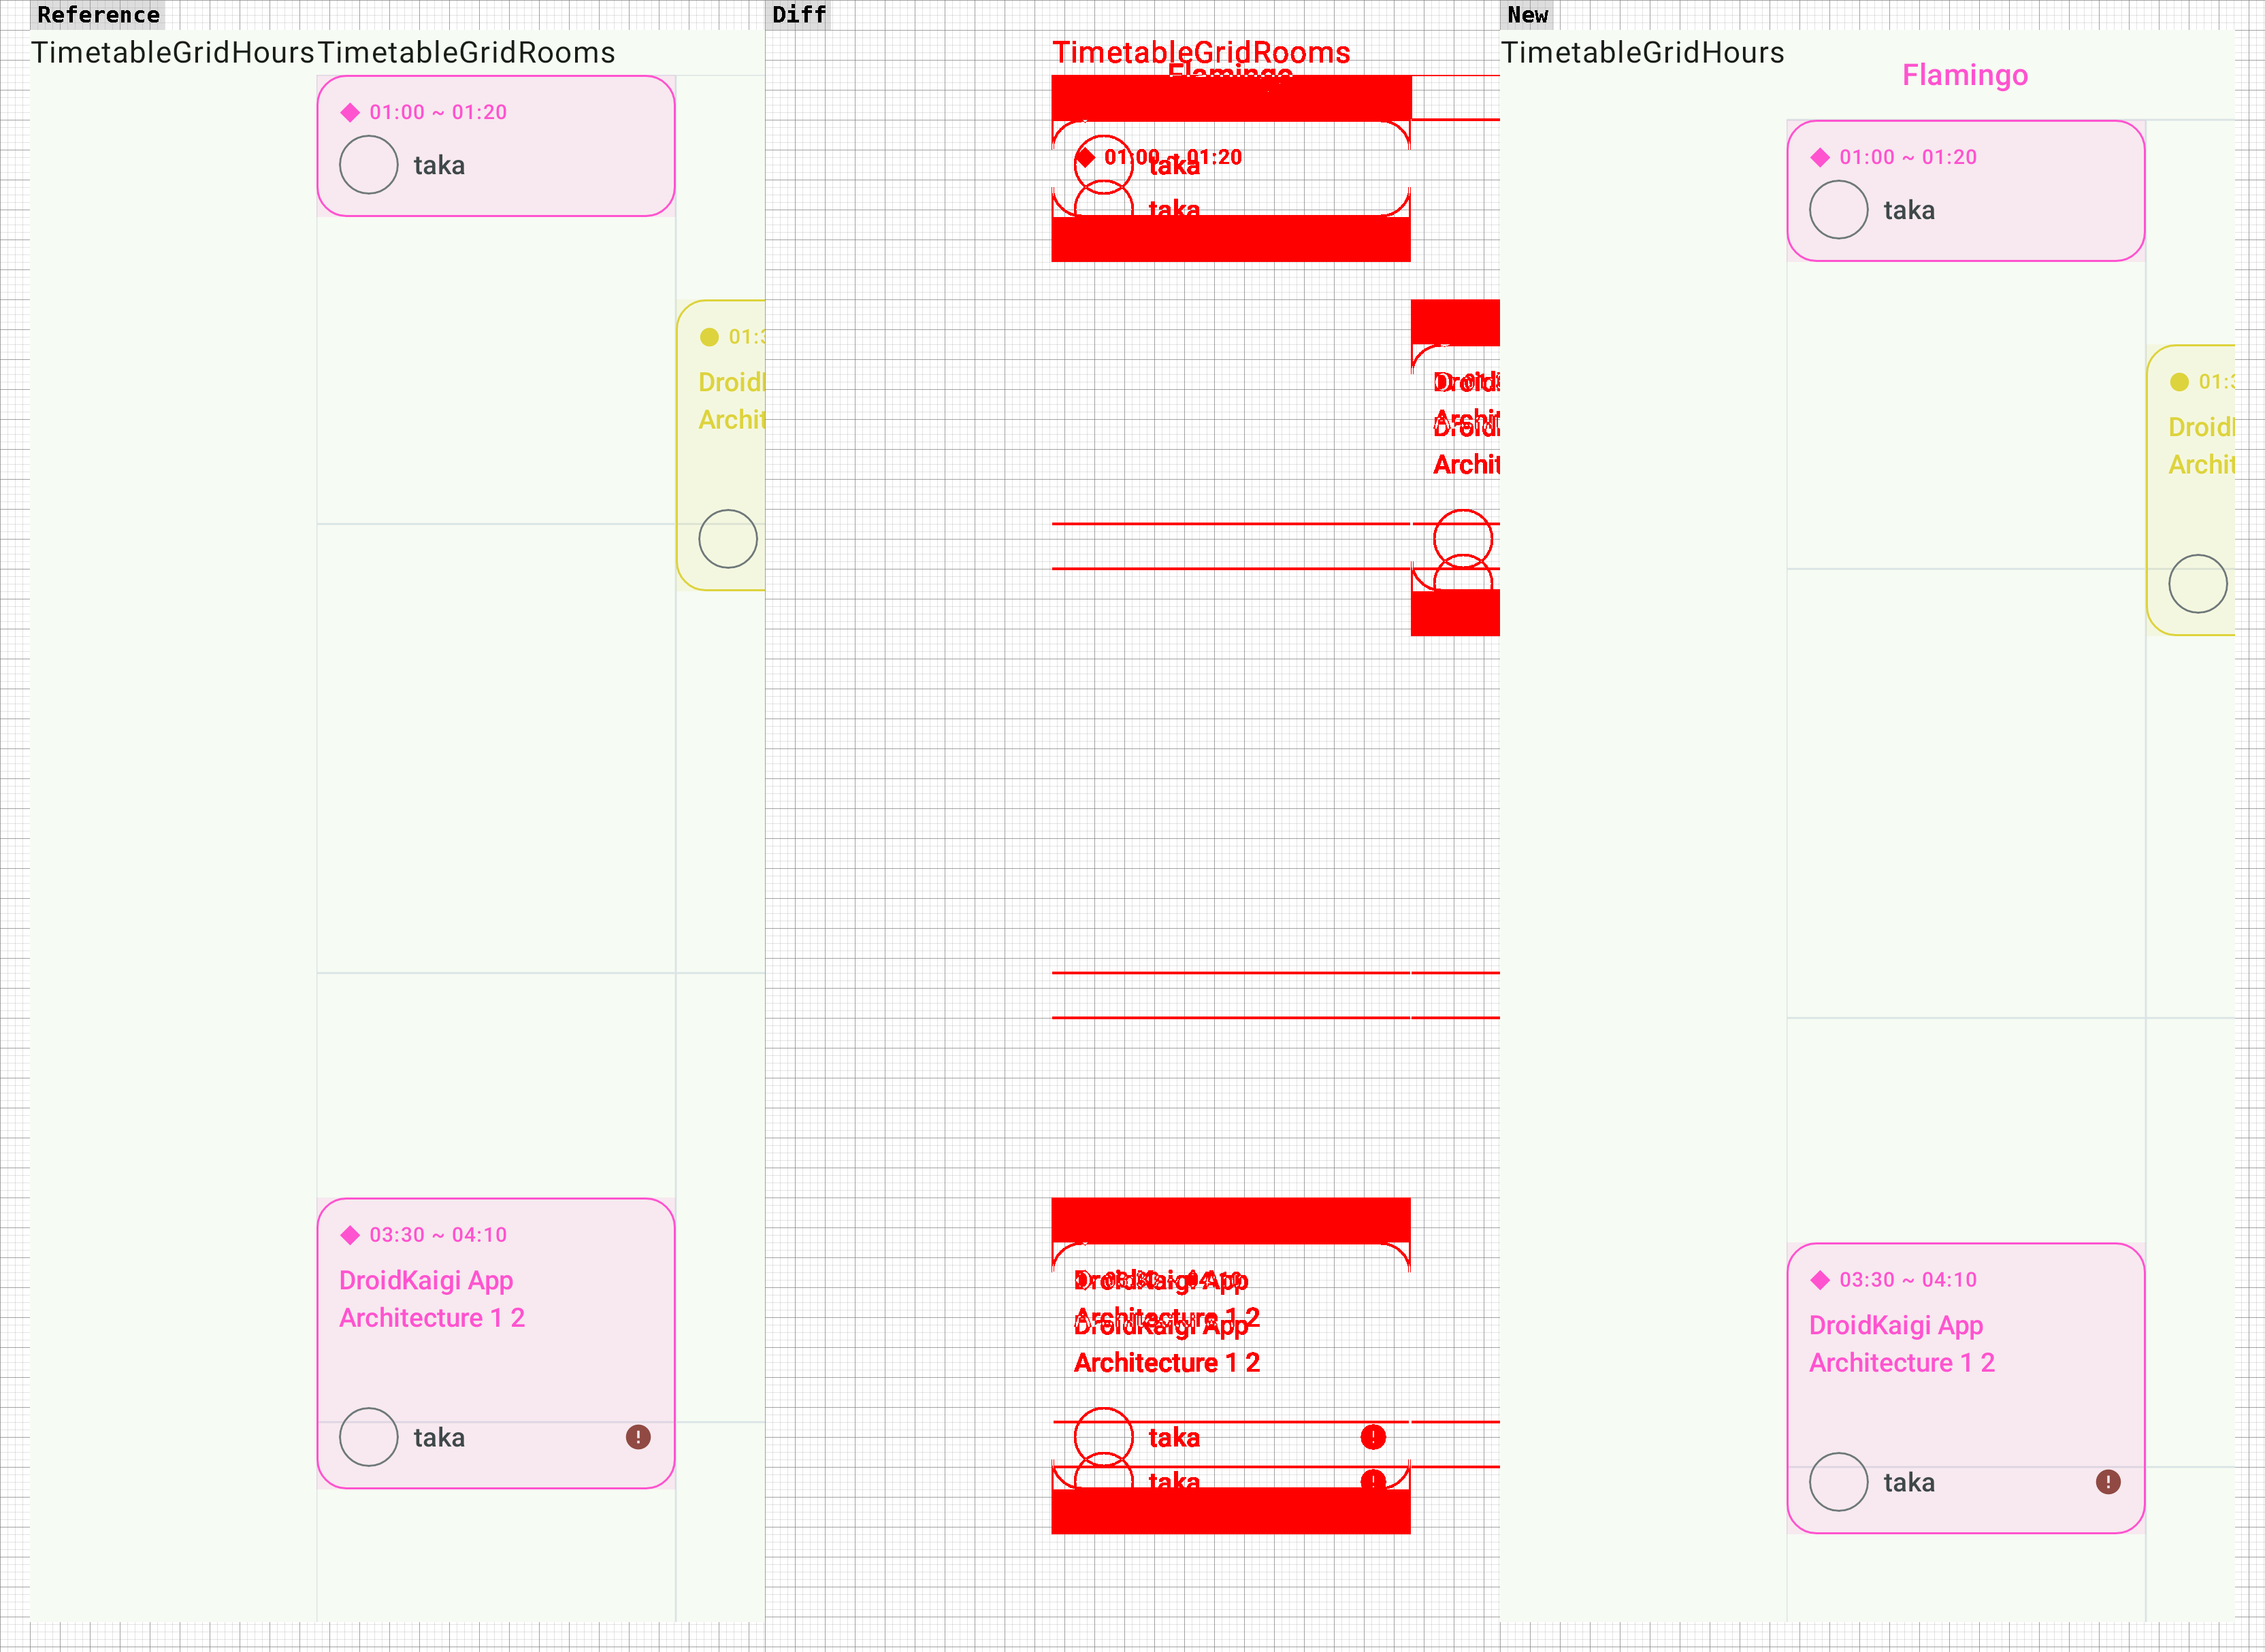 Reference
TimetableGridHours
TimetableGridRooms
01:00 ~ 01:20
taka
01:3
Droid
Archit
03:30 ~ 04:10
DroidKaigi App
Architecture 1 2
taka
!
Diff
TimetableGridRooms
Flamingo
01:00 ~ 01:20
taka
taka
Archit
DroidKaigi App
Architecture 1 2
DroidKaigi App
Architecture 1 2
taka
!
taka
!
New
TimetableGridHours
Flamingo
01:00 ~ 01:20
taka
01:3
Droid
Archit
03:30 ~ 04:10
DroidKaigi App
Architecture 1 2
taka
!